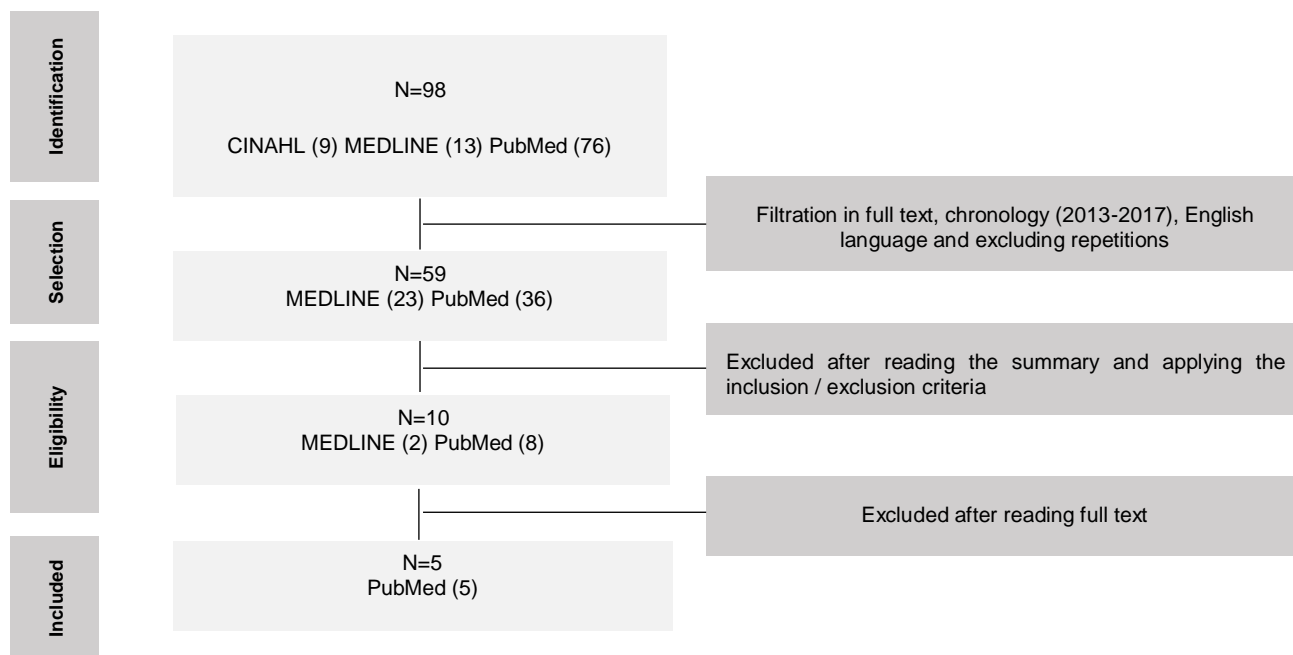 Identification
N=98
CINAHL (9) MEDLINE (13) PubMed (76)
Filtration in full text, chronology (2013-2017), English
language and excluding repetitions
Selection
N=59
MEDLINE (23) PubMed (36)
Excluded after reading the summary and applying the
inclusion / exclusion criteria
Eligibility
N=10
MEDLINE (2) PubMed (8)
Excluded after reading full text
Included
N=5
PubMed (5)